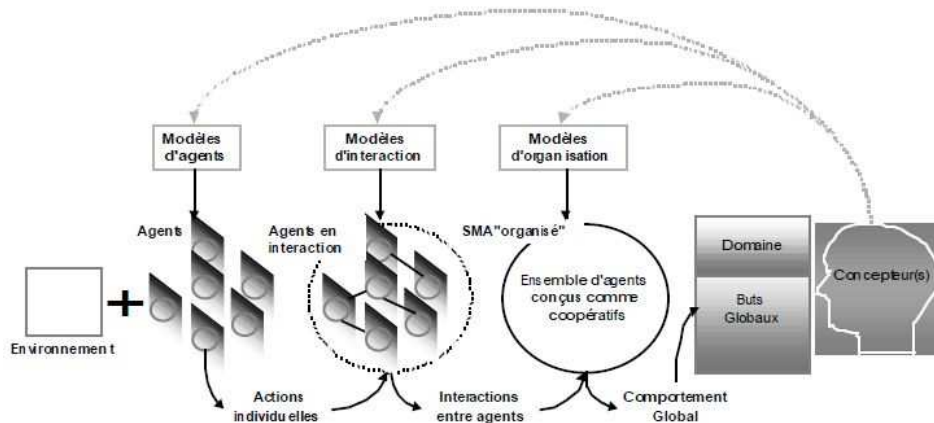 Modèles
d'agents
Modèles
d'interaction
Modèles
d'organisation
Agents
Agents en
interaction
SMA"organisé"
Domaine
Concepteur(s)
Ensemble d'agents
conçus comme
coopératifs
Buts
Globaux
Environnement
Actions
individuelles
Interactions
entre agents
Comportement
Global